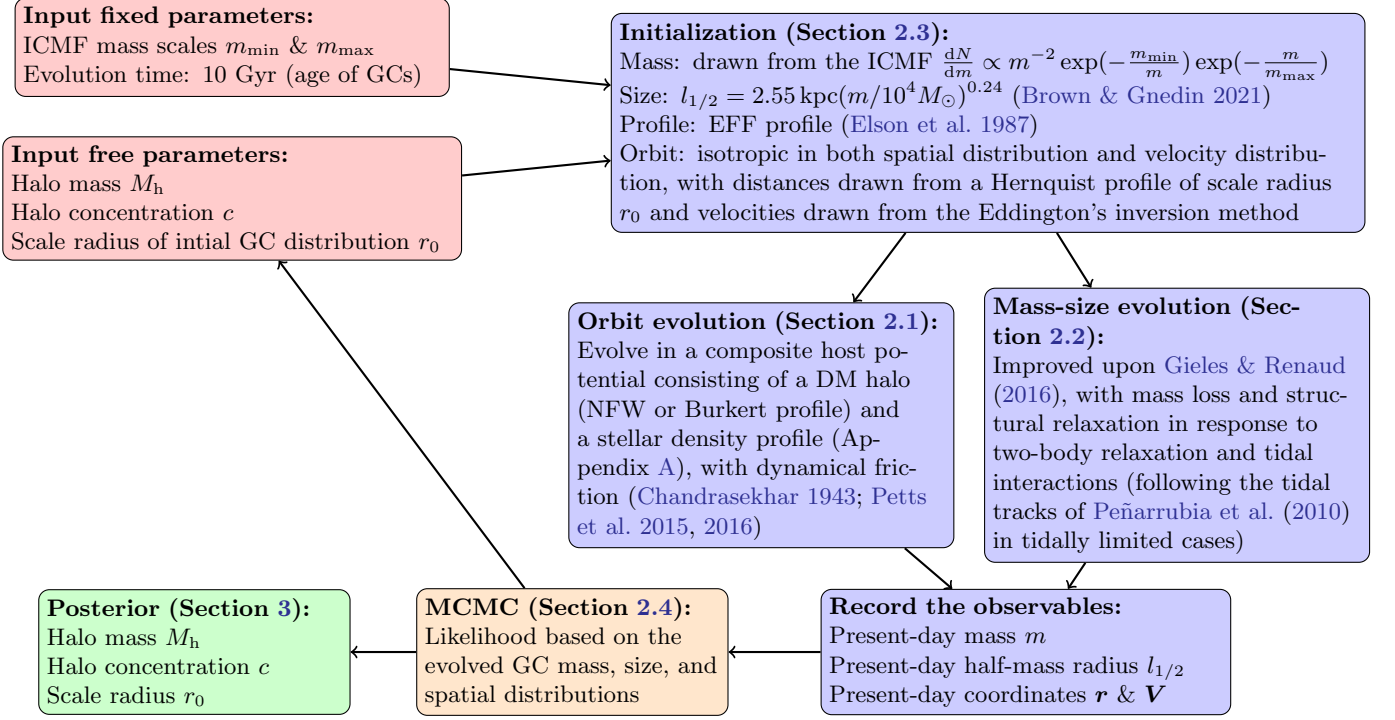 Input fixed parameters:
ICMF mass scales m_min & m_max
Evolution time: 10 Gyr (age of GCs)
Input free parameters:
Halo mass M_h
Halo concentration c
Scale radius of intial GC distribution r_0
Initialization (Section 2.3):
Mass: drawn from the ICMF dN/dm ∝ m^{-2} exp(−m_min/m) exp(−m/m_max)
Size: l_{1/2} = 2.55 kpc(m/10^4 M_⊙)^{0.24} (Brown & Gnedin 2021)
Profile: EFF profile (Elson et al. 1987)
Orbit: isotropic in both spatial distribution and velocity distribu-
tion, with distances drawn from a Hernquist profile of scale radius
r_0 and velocities drawn from the Eddington's inversion method
Orbit evolution (Section 2.1):
Evolve in a composite host po-
tential consisting of a DM halo
(NFW or Burkert profile) and
a stellar density profile (Ap-
pendix A), with dynamical fric-
tion (Chandrasekhar 1943; Petts
et al. 2015, 2016)
Mass-size evolution (Sec-
tion 2.2):
Improved upon Gieles & Renaud
(2016), with mass loss and struc-
tural relaxation in response to
two-body relaxation and tidal
interactions (following the tidal
tracks of Peñarrubia et al. (2010)
in tidally limited cases)
Record the observables:
Present-day mass m
Present-day half-mass radius l_{1/2}
Present-day coordinates r & V
MCMC (Section 2.4):
Likelihood based on the
evolved GC mass, size, and
spatial distributions
Posterior (Section 3):
Halo mass M_h
Halo concentration c
Scale radius r_0